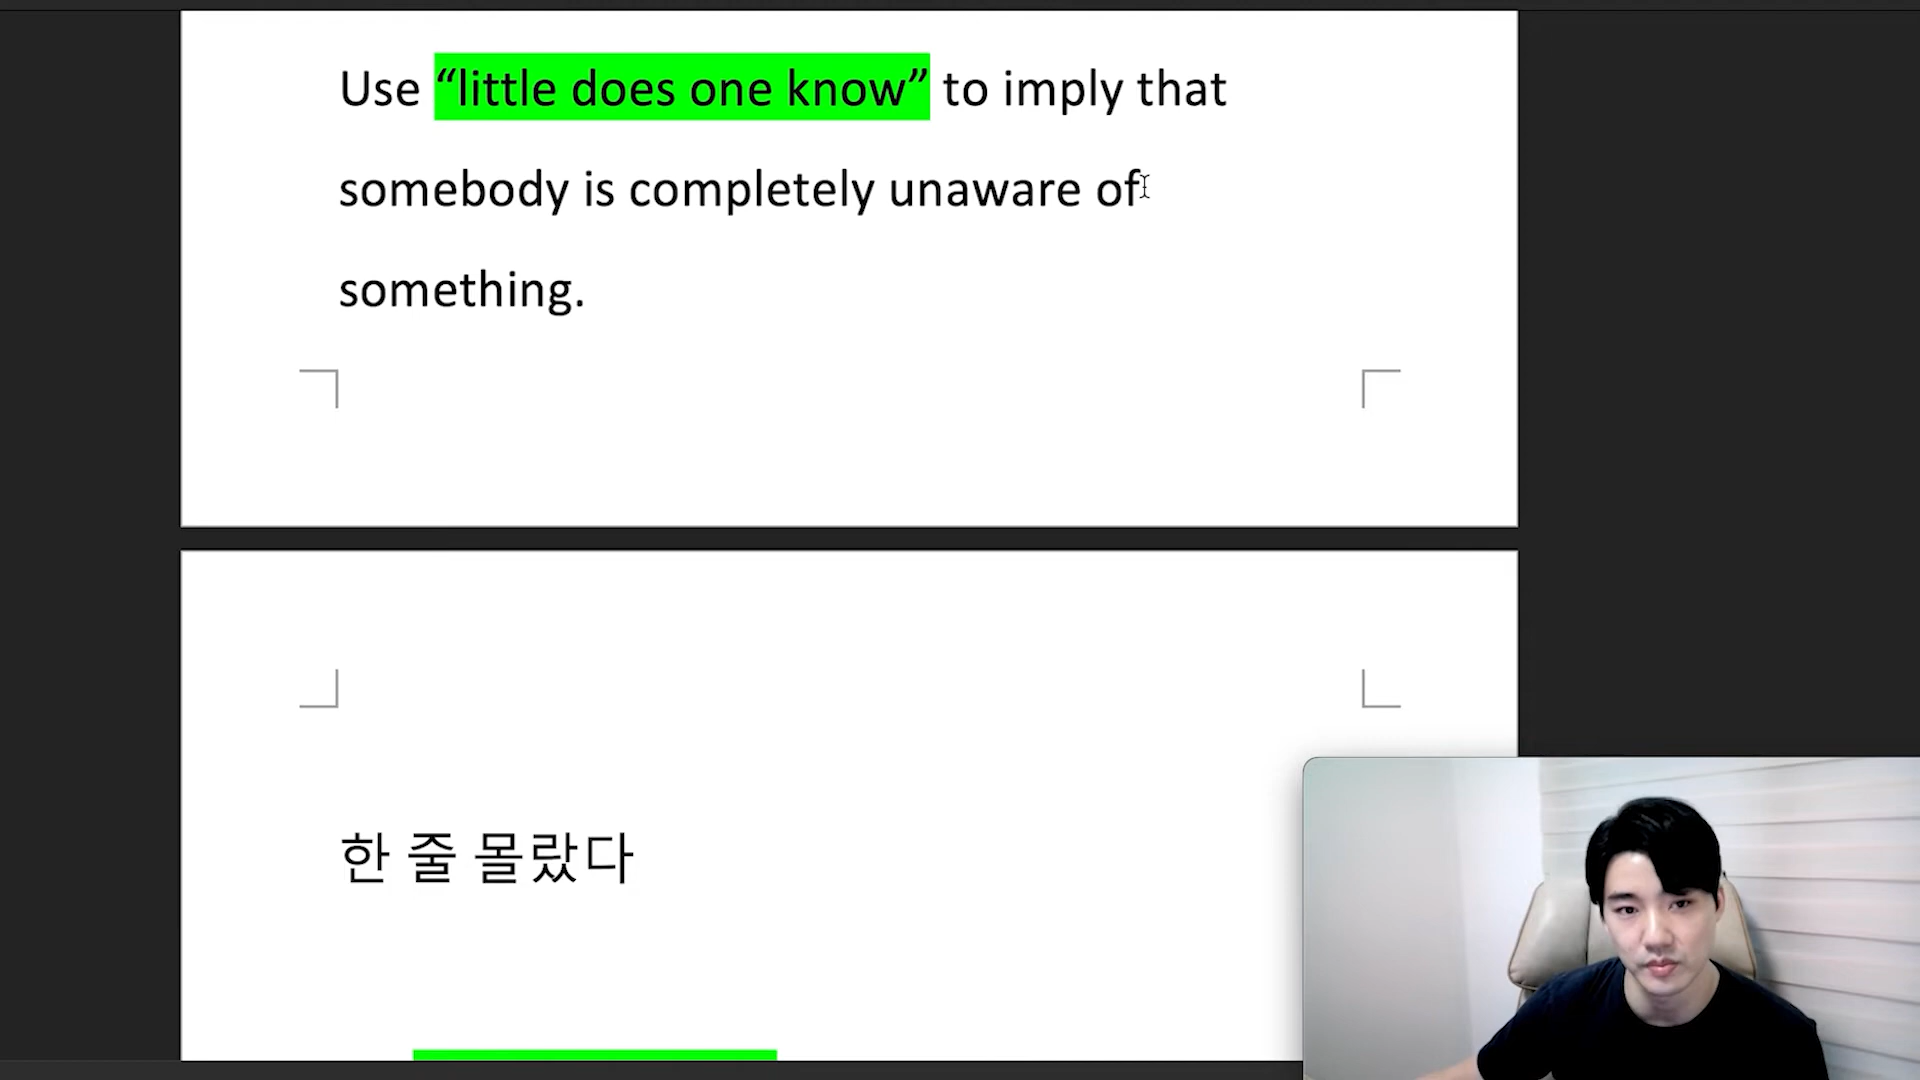 Use “little does one know” to imply that
somebody is completely unaware of
something.
한 줄 몰랐다